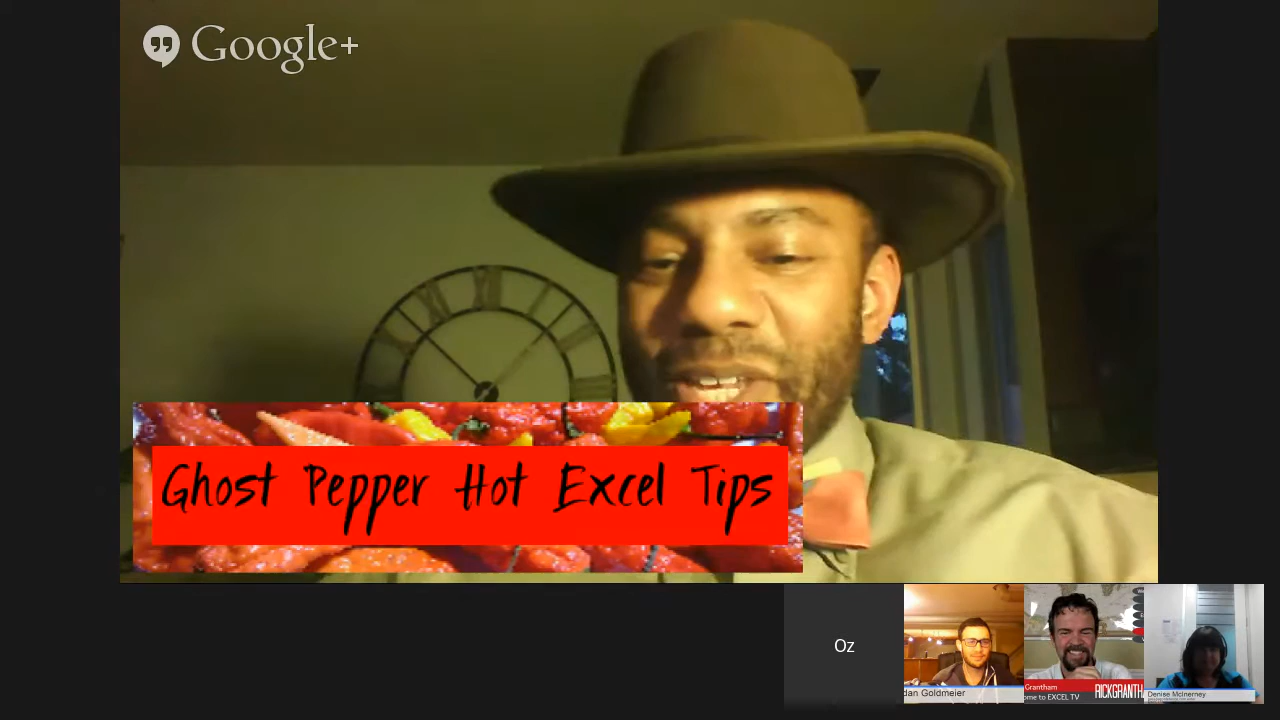 Google+
Ghost Pepper Hot Excel Tips
Oz
dan Goldmeier
Grantham
ome to EXCEL TV
RICKGRANTH
Denise McInerney